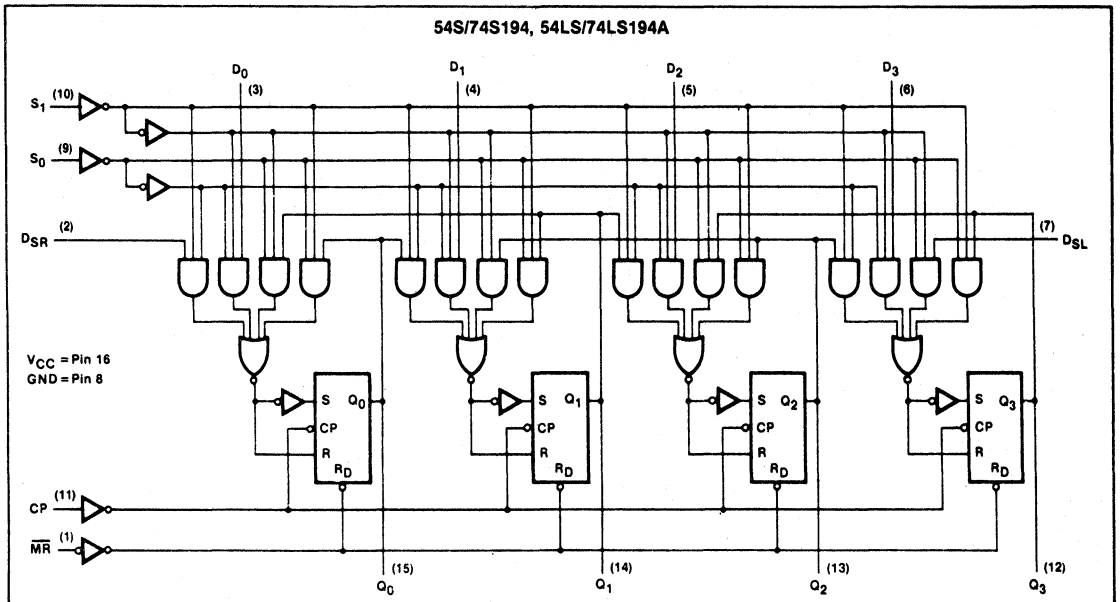 54S/74S194, 54LS/74LS194A
D0 D1 D2 D3
(3) (4) (5) (6)
S1 (10)
S0 (9)
DSR (2)
(7) DSL
VCC = Pin 16
GND = Pin 8
S Q0 S Q1 S Q2 S Q3
CP CP CP CP
R R R R
RD RD RD RD
CP (11)
MR (1)
(15) (14) (13) (12)
Q0 Q1 Q2 Q3